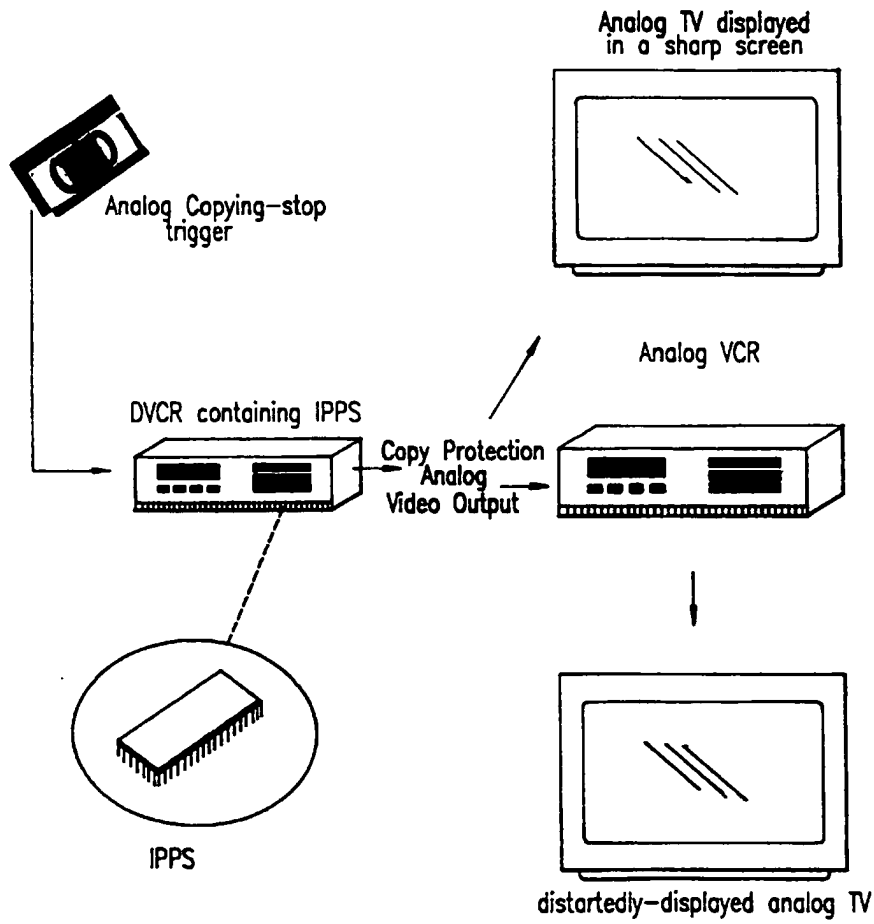 Analog TV displayed
in a sharp screen
Analog Copying-stop
trigger
Analog VCR
DVCR containing IPPS
Copy Protection
Analog
Video Output
IPPS
distartedly-displayed analog TV